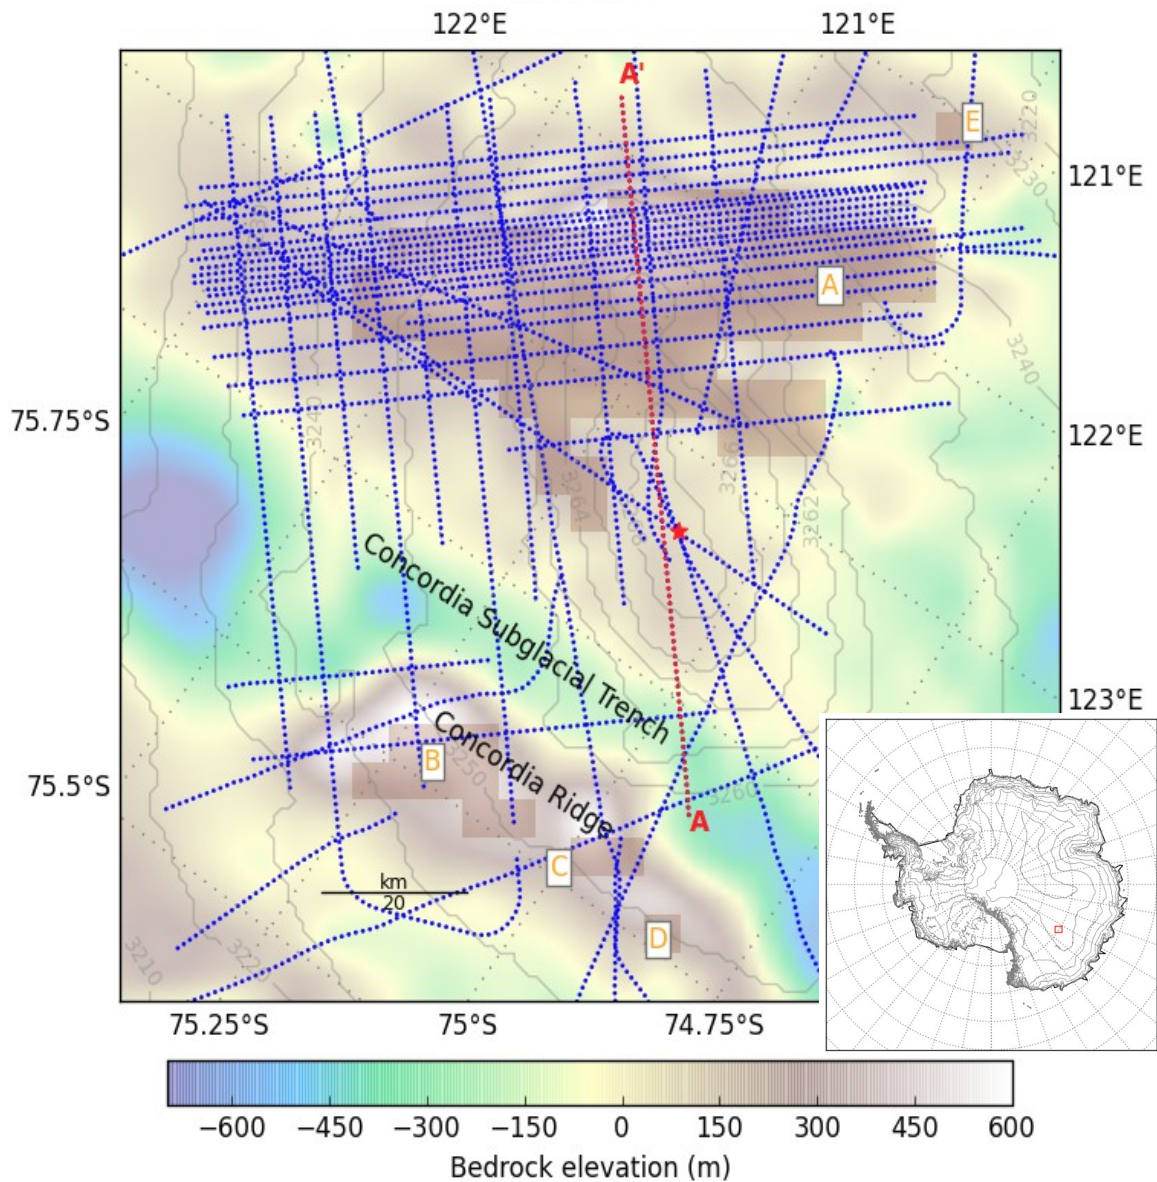 122°E 121°E
A'
E
3220
121°E
3230
A
3240
3240
75.75°S
122°E
3266
3264
3262
Concordia Subglacial Trench
123°E
Concordia Ridge
B
3250
75.5°S
3260
A
C
km
20
D
3210
3220
75.25°S 75°S 74.75°S
−600 −450 −300 −150 0 150 300 450 600
Bedrock elevation (m)